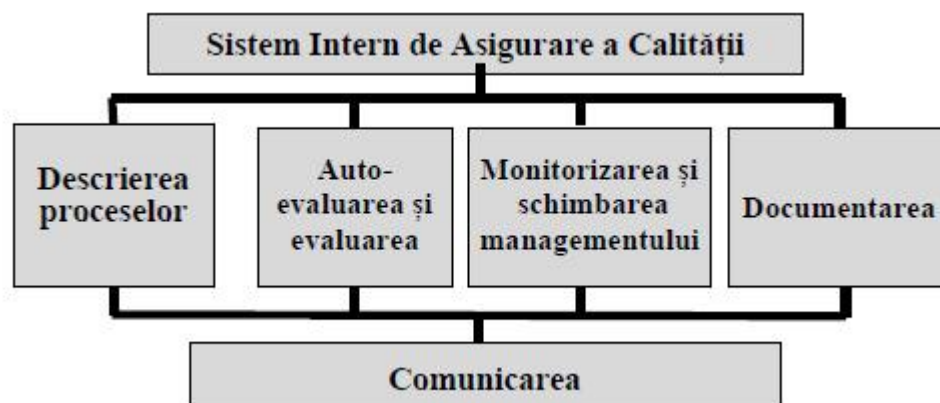 Sistem Intern de Asigurare a Calității
Descrierea
proceselor
Auto-
evaluarea și
evaluarea
Monitorizarea și
schimbarea
managementului
Documentarea
Comunicarea